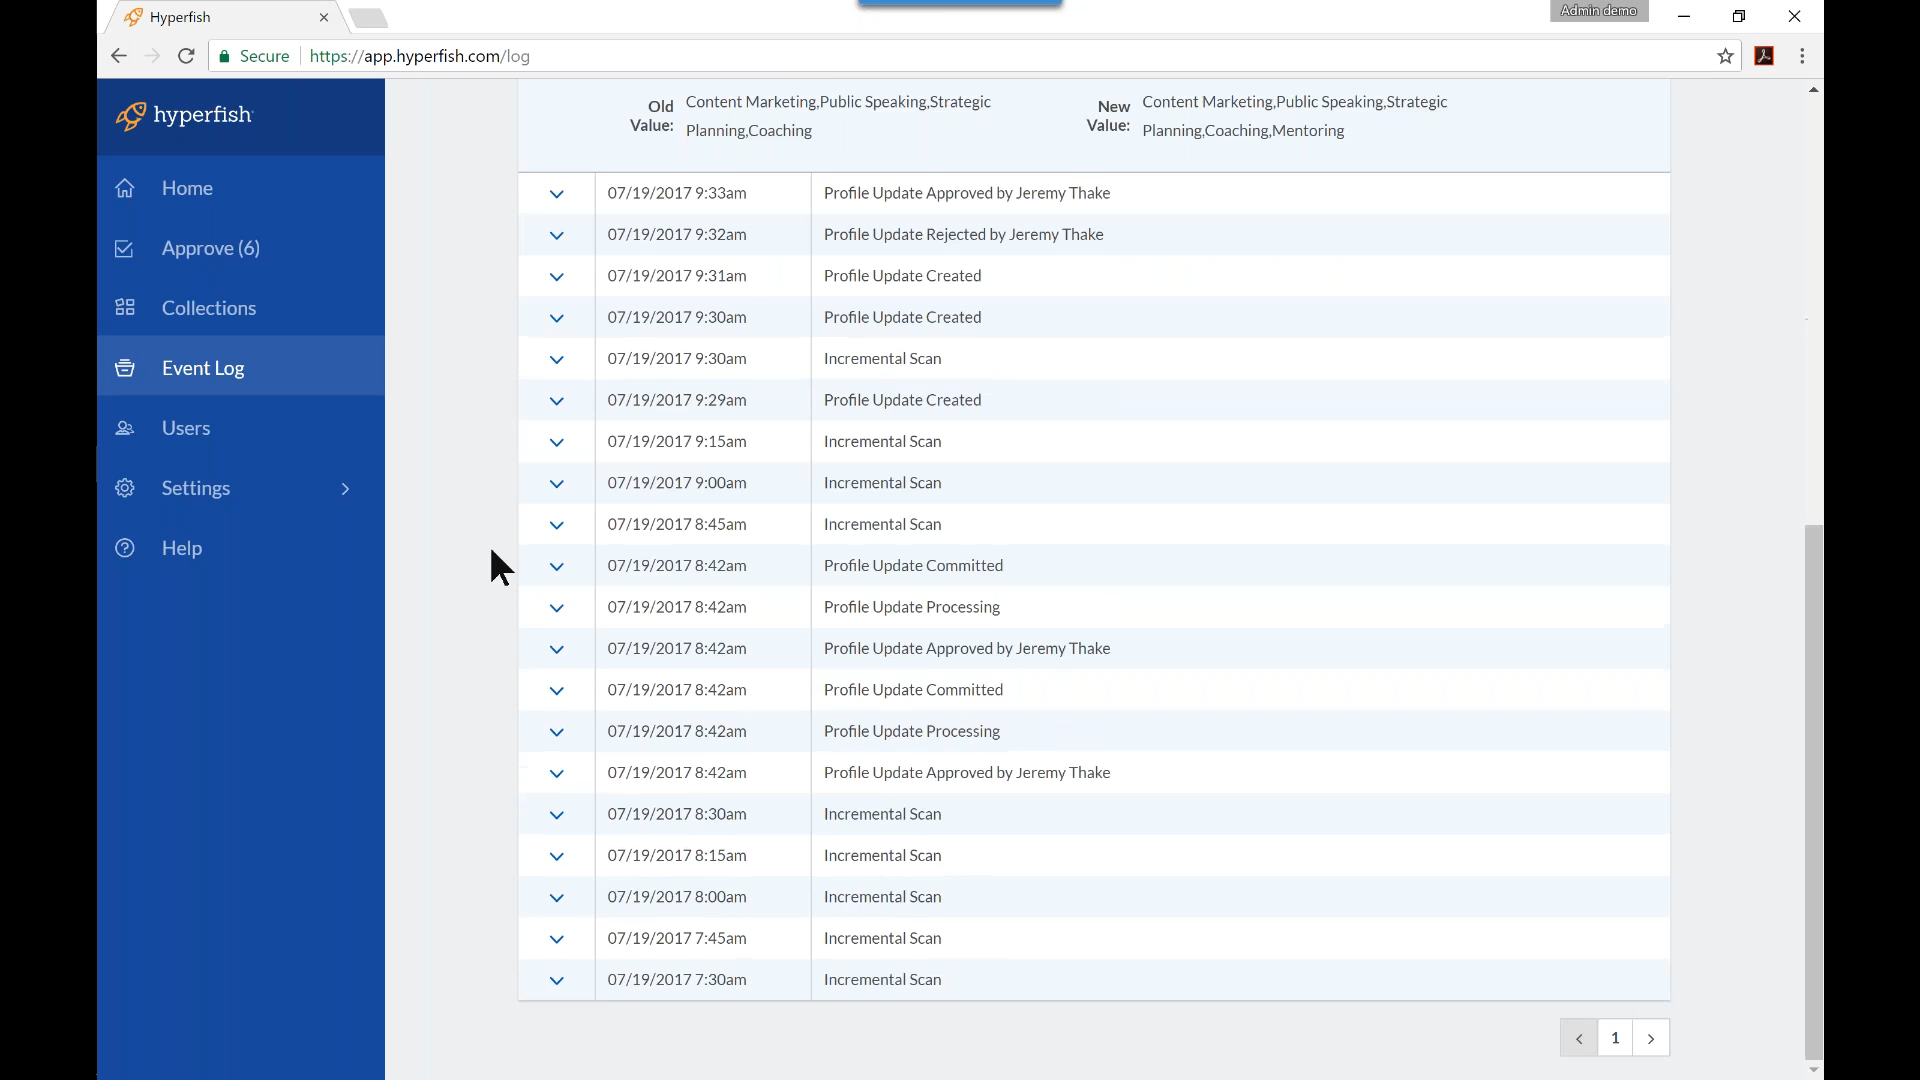 Hyperfish
Admin demo
Secure https://app.hyperfish.com/log
hyperfish
Home
Approve (6)
Collections
Event Log
Users
Settings
Help
Old Value: Content Marketing,Public Speaking,Strategic
Planning,Coaching
New Value: Content Marketing,Public Speaking,Strategic
Planning,Coaching,Mentoring
07/19/2017 9:33am Profile Update Approved by Jeremy Thake
07/19/2017 9:32am Profile Update Rejected by Jeremy Thake
07/19/2017 9:31am Profile Update Created
07/19/2017 9:30am Profile Update Created
07/19/2017 9:30am Incremental Scan
07/19/2017 9:29am Profile Update Created
07/19/2017 9:15am Incremental Scan
07/19/2017 9:00am Incremental Scan
07/19/2017 8:45am Incremental Scan
07/19/2017 8:42am Profile Update Committed
07/19/2017 8:42am Profile Update Processing
07/19/2017 8:42am Profile Update Approved by Jeremy Thake
07/19/2017 8:42am Profile Update Committed
07/19/2017 8:42am Profile Update Processing
07/19/2017 8:42am Profile Update Approved by Jeremy Thake
07/19/2017 8:30am Incremental Scan
07/19/2017 8:15am Incremental Scan
07/19/2017 8:00am Incremental Scan
07/19/2017 7:45am Incremental Scan
07/19/2017 7:30am Incremental Scan
1